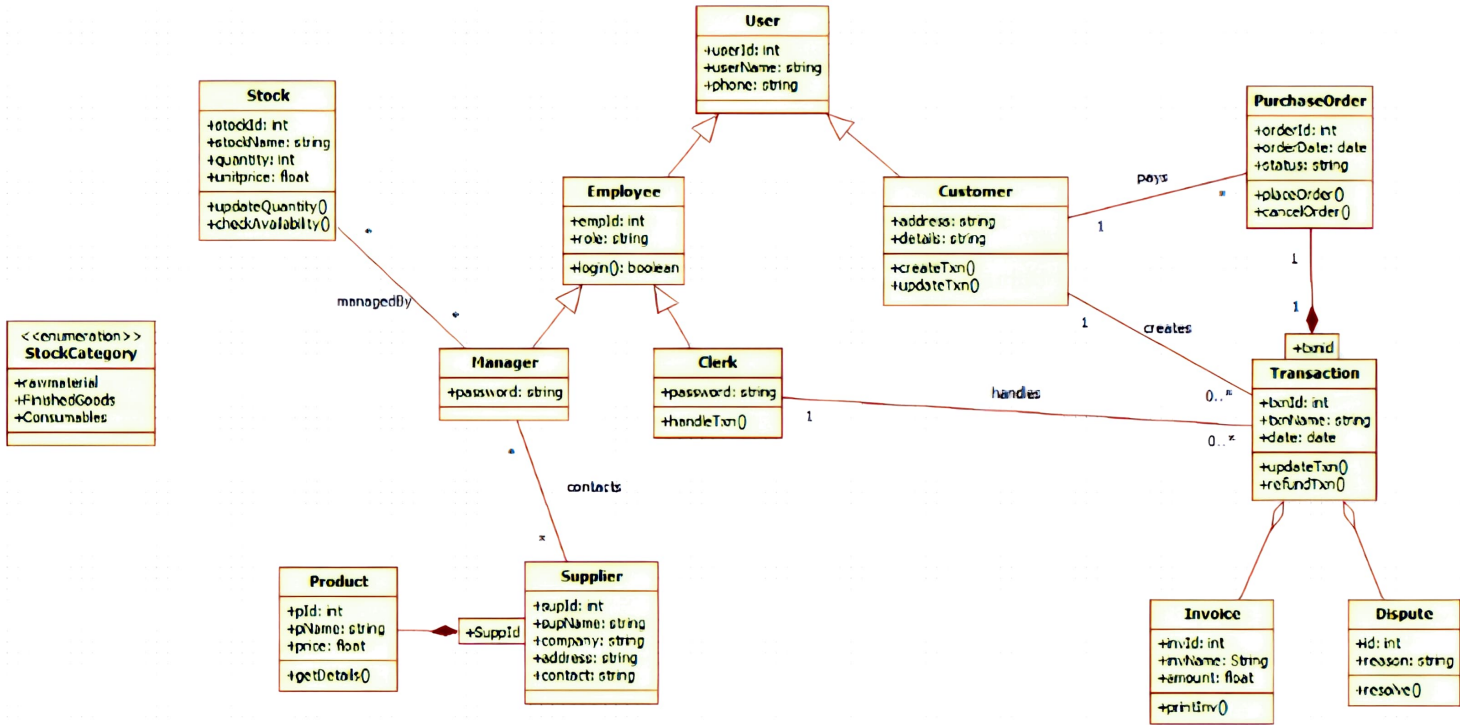 User
+userId: int
+userName: string
+phone: string
Stock
+stockId: int
+stockName: string
+quantity: int
+unitprice: float
+updateQuantity()
+checkAvailability()
PurchaseOrder
+orderId: int
+orderDate: date
+status: string
+placeOrder()
+cancelOrder()
Employee
+empId: int
+role: string
+login(): boolean
Customer
+address: string
+details: string
+createTxn()
+updateTxn()
pays
1
*
*
managedBy
*
1
1
1
creates
0..*
<<enumeration>>
StockCategory
+rawmaterial
+FinishedGoods
+Consumables
Manager
+password: string
Clerk
+password: string
+handleTxn()
handles
1
0..*
+txnid
Transaction
+txnId: int
+txnName: string
+date: date
+updateTxn()
+refundTxn()
*
contacts
*
Product
+pId: int
+pName: string
+price: float
+getDetails()
+SuppId
Supplier
+supId: int
+supName: string
+company: string
+address: string
+contact: string
Invoice
+invId: int
+invName: String
+amount: float
+printInv()
Dispute
+id: int
+reason: string
+resolve()